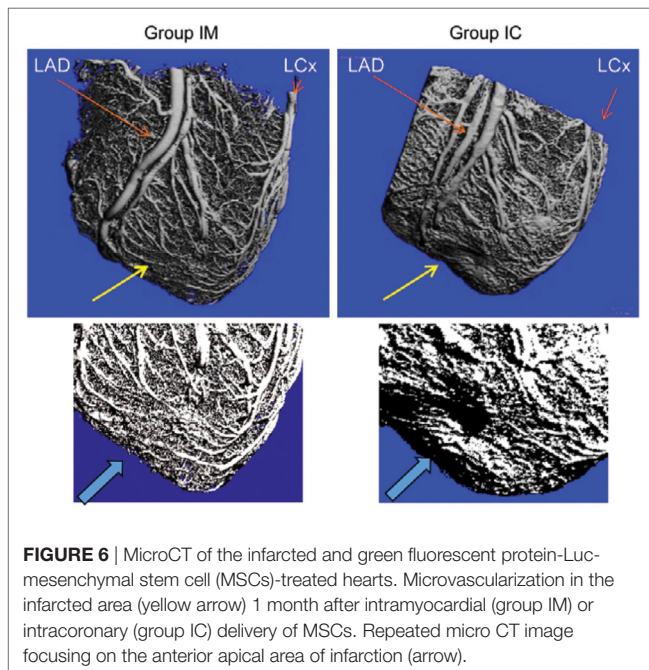 Group IM Group IC
LAD LCx LAD LCx
FIGURE 6 | MicroCT of the infarcted and green fluorescent protein-Luc-
mesenchymal stem cell (MSCs)-treated hearts. Microvascularization in the
infarcted area (yellow arrow) 1 month after intramyocardial (group IM) or
intracoronary (group IC) delivery of MSCs. Repeated micro CT image
focusing on the anterior apical area of infarction (arrow).